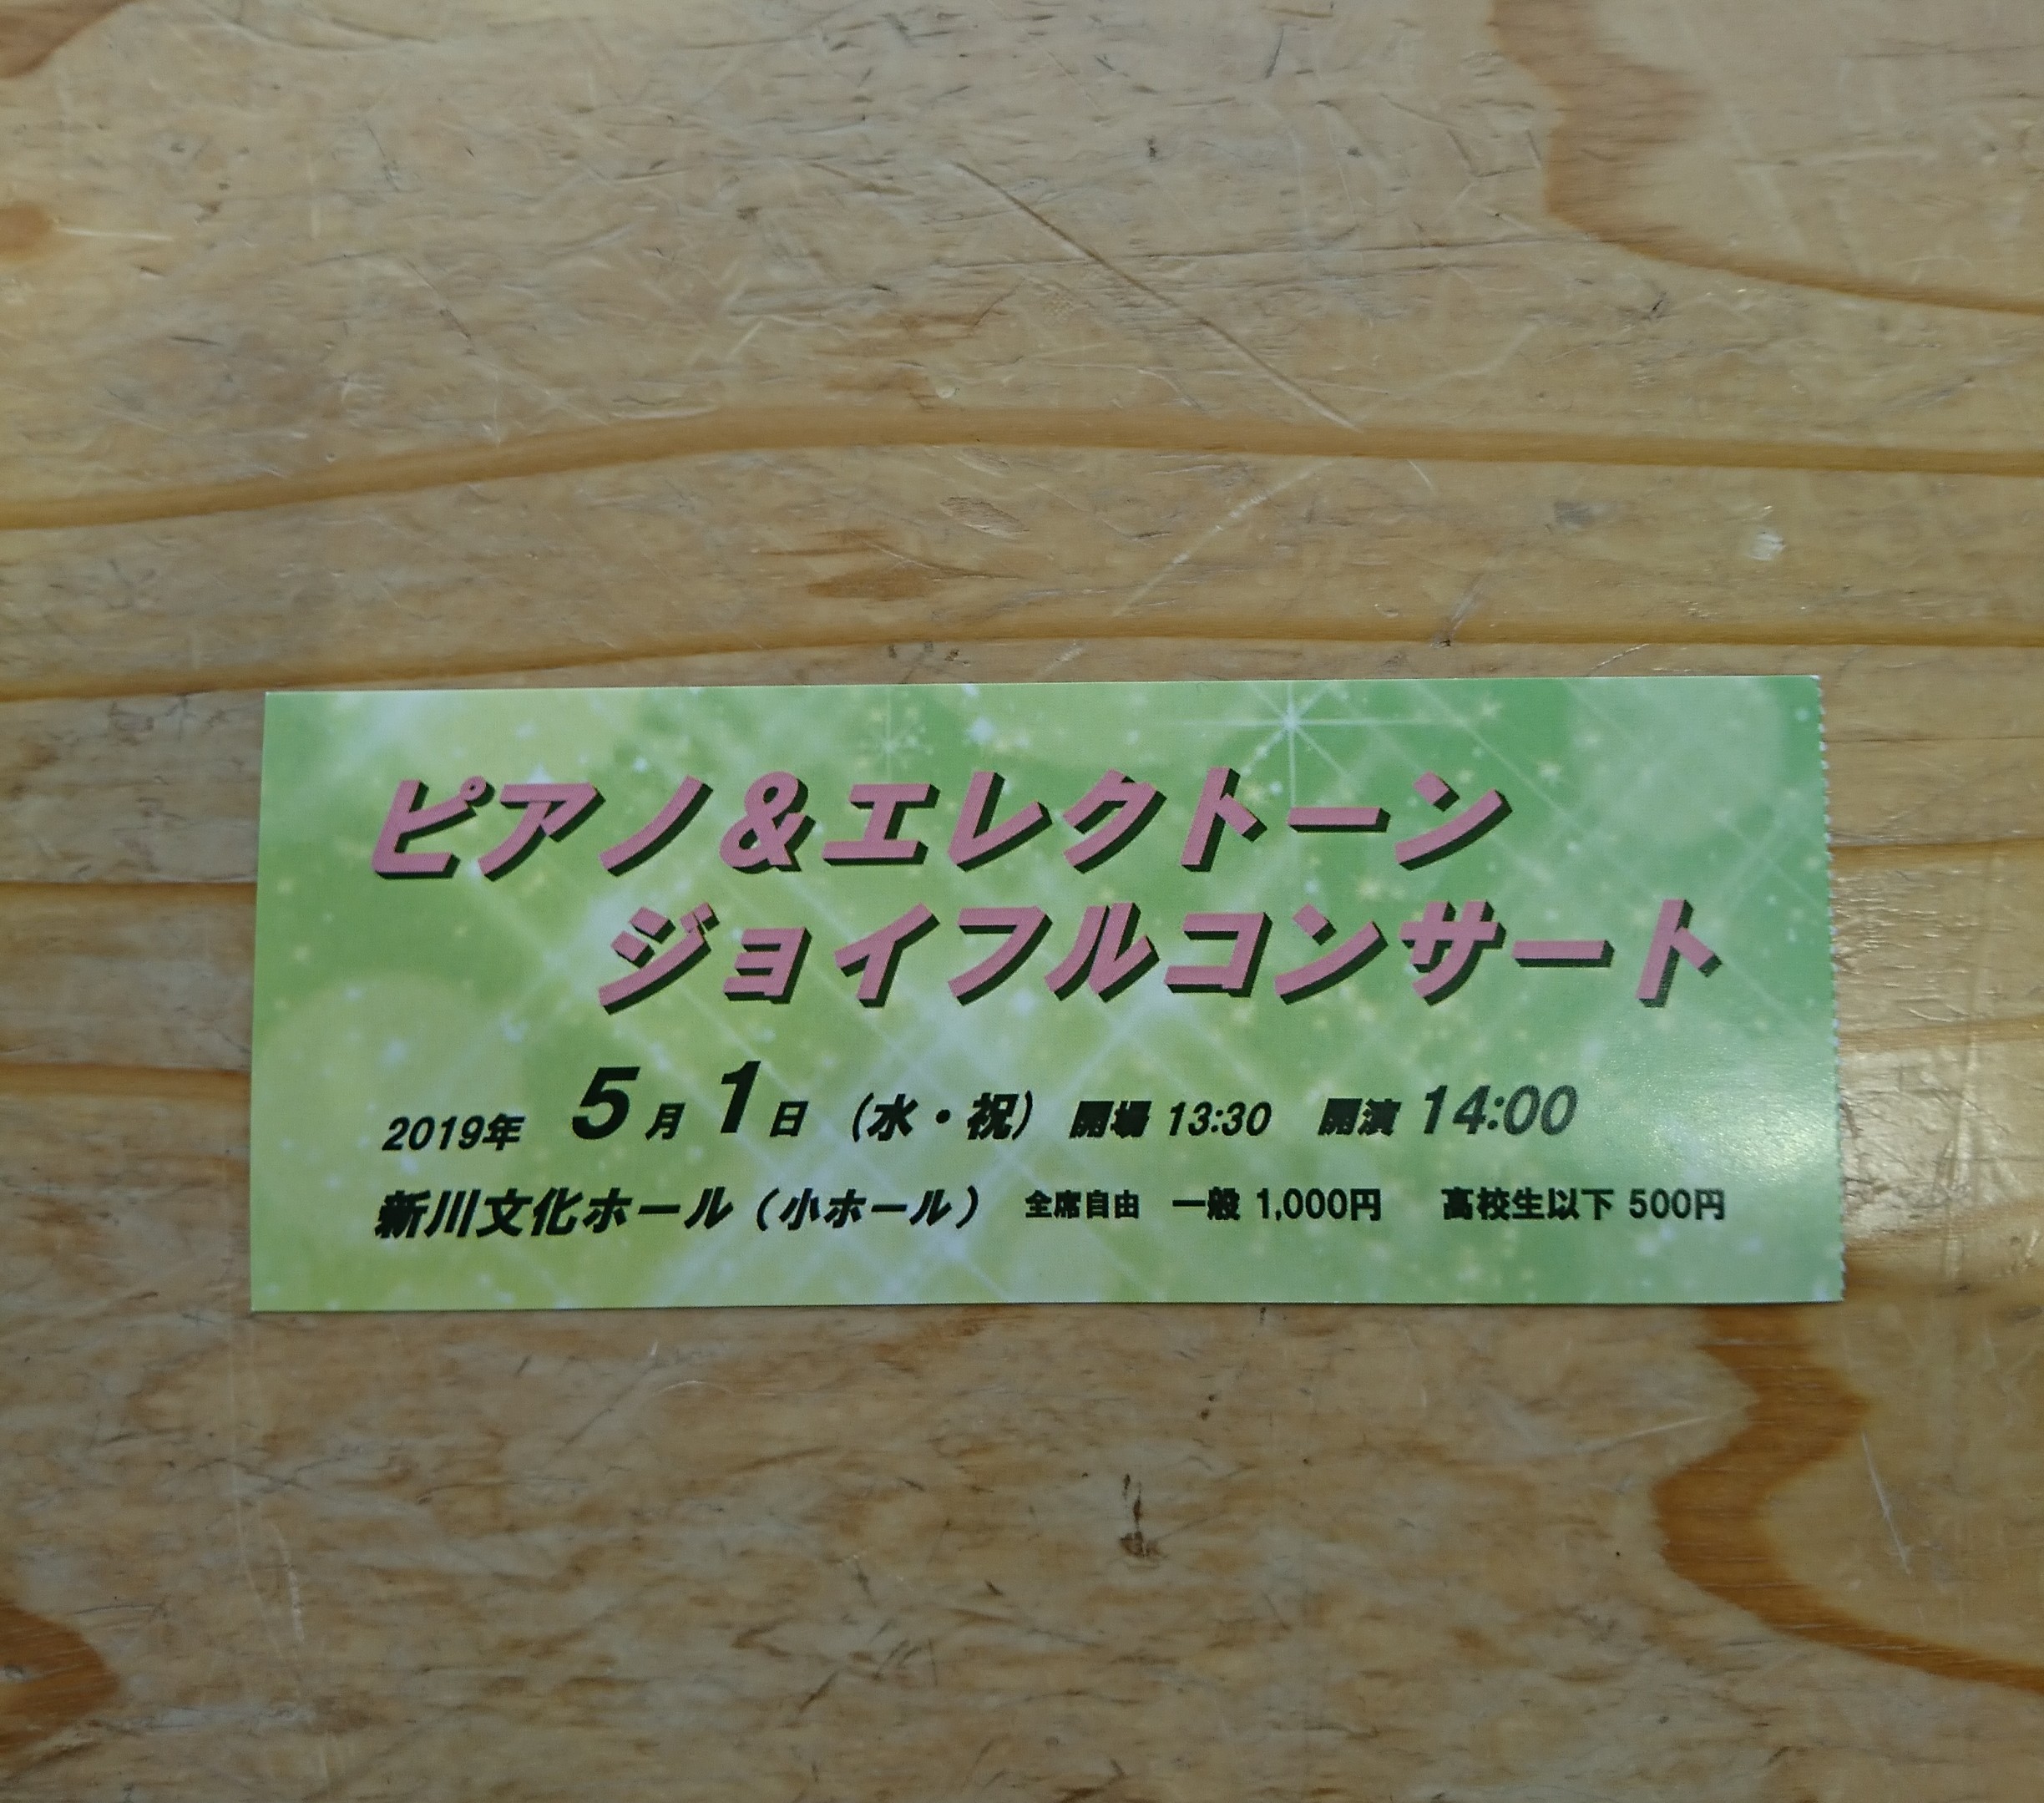 ピアノ&エレクトーン
ジョイフルコンサート
2019年 5月1日 (水・祝) 開場 13:30 開演 14:00
新川文化ホール(小ホール) 全席自由 一般 1,000円 高校生以下 500円